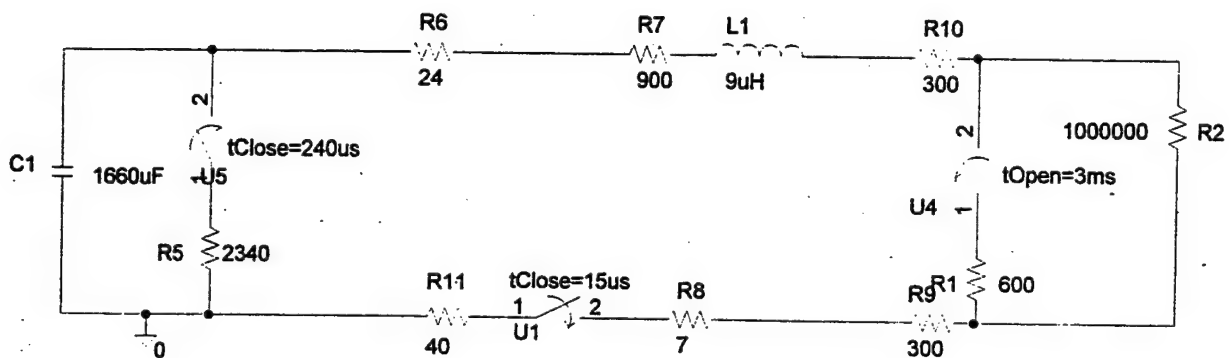 R6
R7
L1
R10
24
900
9uH
300
2
tClose=240us
C1
1660uF
1
U5
R5
2340
0
R11
40
tClose=15us
1
2
U1
R8
7
R9
300
2
tOpen=3ms
U4
1
R1
600
1000000
R2